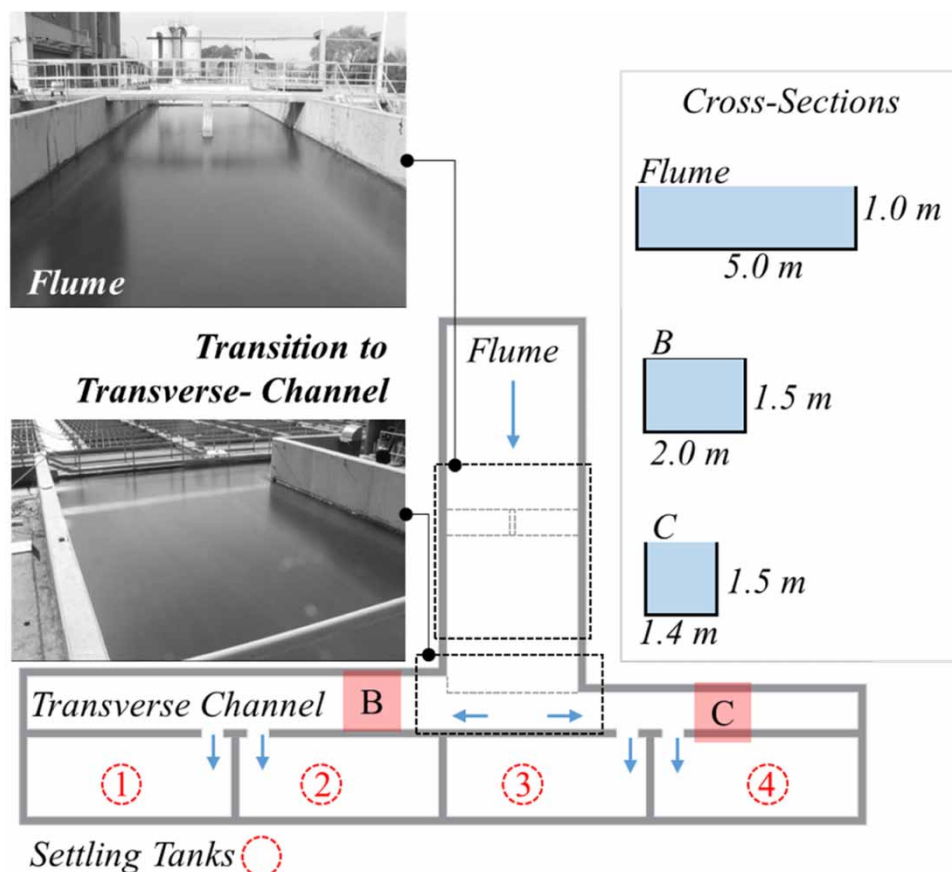 Flume
Transition to
Transverse- Channel
Flume
Cross-Sections
Flume
1.0 m
5.0 m
B
1.5 m
2.0 m
C
1.5 m
1.4 m
Transverse Channel
B
C
1
2
3
4
Settling Tanks